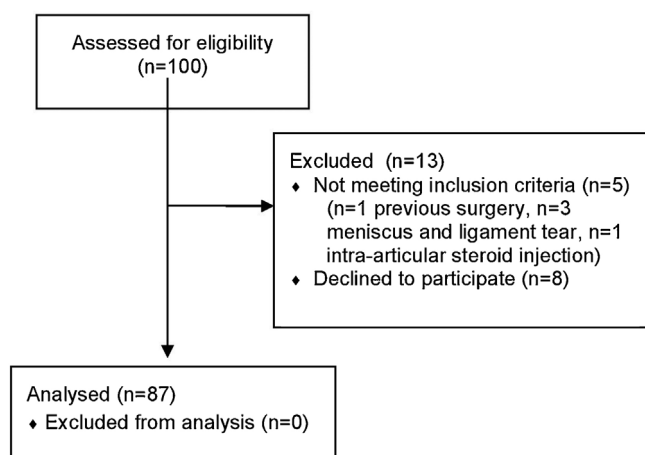 Assessed for eligibility
(n=100)
Excluded (n=13)
♦ Not meeting inclusion criteria (n=5)
(n=1 previous surgery, n=3
meniscus and ligament tear, n=1
intra-articular steroid injection)
♦ Declined to participate (n=8)
Analysed (n=87)
♦ Excluded from analysis (n=0)